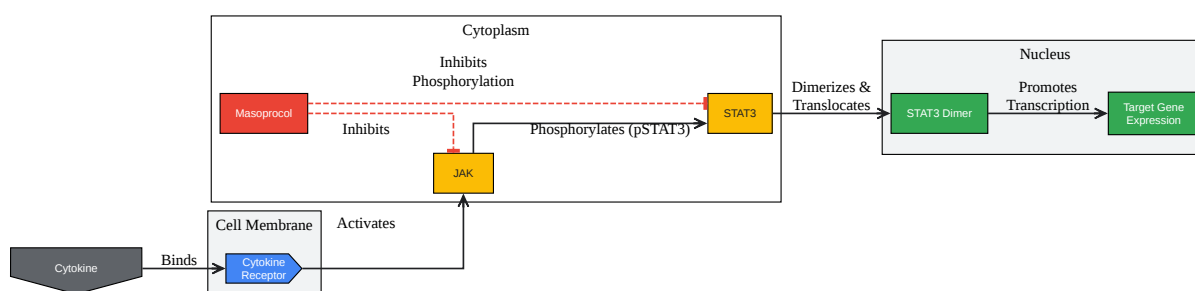 Cytoplasm
Inhibits
Phosphorylation
Masoprocol
Inhibits
Phosphorylates (pSTAT3)
STAT3
JAK
Dimerizes &
Translocates
Nucleus
STAT3 Dimer
Promotes
Transcription
Target Gene
Expression
Cell Membrane
Activates
Cytokine
Binds
Cytokine
Receptor